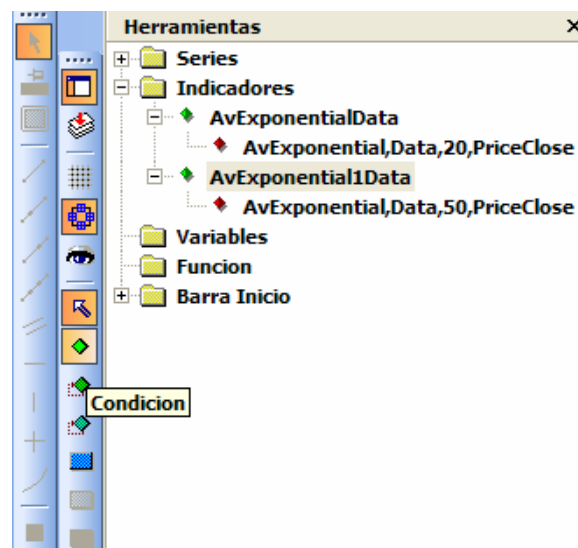 Herramientas
Series
Indicadores
AvExponentialData
AvExponential,Data,20,PriceClose
AvExponential1Data
AvExponential,Data,50,PriceClose
Variables
Funcion
Barra Inicio
Condicion